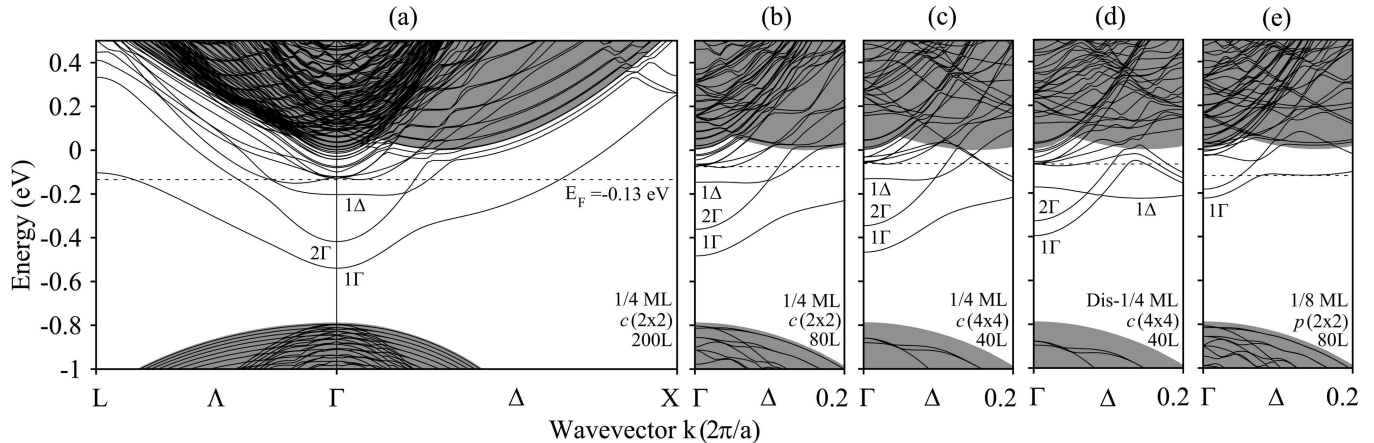 (a)
(b)
(c)
(d)
(e)
Energy (eV)
0.4
0.2
0
-0.2
-0.4
-0.6
-0.8
-1
1Δ
2Γ
1Γ
E_F =-0.13 eV
1/4 ML
c(2x2)
200L
1Δ
2Γ
1Γ
1/4 ML
c(2x2)
80L
1Δ
2Γ
1Γ
1/4 ML
c(4x4)
40L
2Γ
1Δ
1Γ
Dis-1/4 ML
c(4x4)
40L
1Γ
1/8 ML
p(2x2)
80L
L Λ Γ Δ X Γ Δ 0.2 Γ Δ 0.2 Γ Δ 0.2 Γ Δ 0.2
Wavevector k(2π/a)